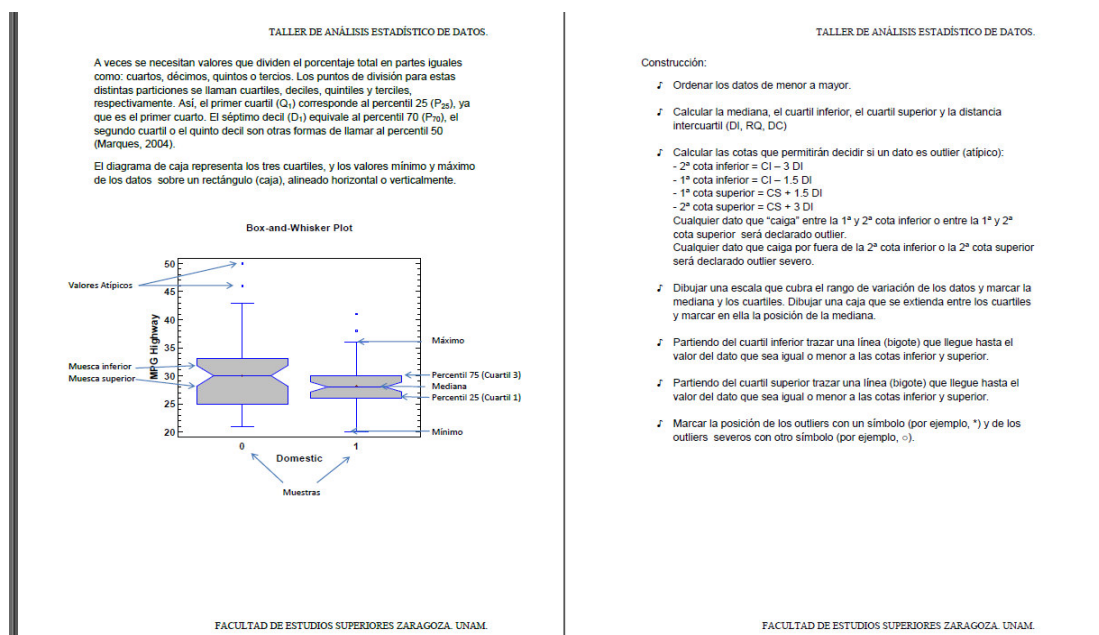 TALLER DE ANÁLISIS ESTADÍSTICO DE DATOS.
A veces se necesitan valores que dividen el porcentaje total en partes iguales
como: cuartos, décimos, quintos o tercios. Los puntos de división para estas
distintas particiones se llaman cuartiles, deciles, quintiles y terciles,
respectivamente. Así, el primer cuartil (Q1) corresponde al percentil 25 (P25), ya
que es el primer cuarto. El séptimo decil (D1) equivale al percentil 70 (P70), el
segundo cuartil o el quinto decil son otras formas de llamar al percentil 50
(Marques, 2004).
El diagrama de caja representa los tres cuartiles, y los valores mínimo y máximo
de los datos sobre un rectángulo (caja), alineado horizontal o verticalmente.
Box-and-Whisker Plot
MPG Highway
50
45
40
35
30
25
20
0
1
Domestic
Valores Atípicos
Muesca inferior
Muesca superior
Máximo
Percentil 75 (Cuartil 3)
Mediana
Percentil 25 (Cuartil 1)
Mínimo
Muestras
FACULTAD DE ESTUDIOS SUPERIORES ZARAGOZA. UNAM.
TALLER DE ANÁLISIS ESTADÍSTICO DE DATOS.
Construcción:
♪ Ordenar los datos de menor a mayor.
♪ Calcular la mediana, el cuartil inferior, el cuartil superior y la distancia
intercuartil (DI, RQ, DC)
♪ Calcular las cotas que permitirán decidir si un dato es outlier (atípico):
- 2ª cota inferior = CI – 3 DI
- 1ª cota inferior = CI – 1.5 DI
- 1ª cota superior = CS + 1.5 DI
- 2ª cota superior = CS + 3 DI
Cualquier dato que “caiga” entre la 1ª y 2ª cota inferior o entre la 1ª y 2ª
cota superior será declarado outlier.
Cualquier dato que caiga por fuera de la 2ª cota inferior o la 2ª cota superior
será declarado outlier severo.
♪ Dibujar una escala que cubra el rango de variación de los datos y marcar la
mediana y los cuartiles. Dibujar una caja que se extienda entre los cuartiles
y marcar en ella la posición de la mediana.
♪ Partiendo del cuartil inferior trazar una línea (bigote) que llegue hasta el
valor del dato que sea igual o menor a las cotas inferior y superior.
♪ Partiendo del cuartil superior trazar una línea (bigote) que llegue hasta el
valor del dato que sea igual o menor a las cotas inferior y superior.
♪ Marcar la posición de los outliers con un símbolo (por ejemplo, *) y de los
outliers severos con otro símbolo (por ejemplo, ○).
FACULTAD DE ESTUDIOS SUPERIORES ZARAGOZA. UNAM.